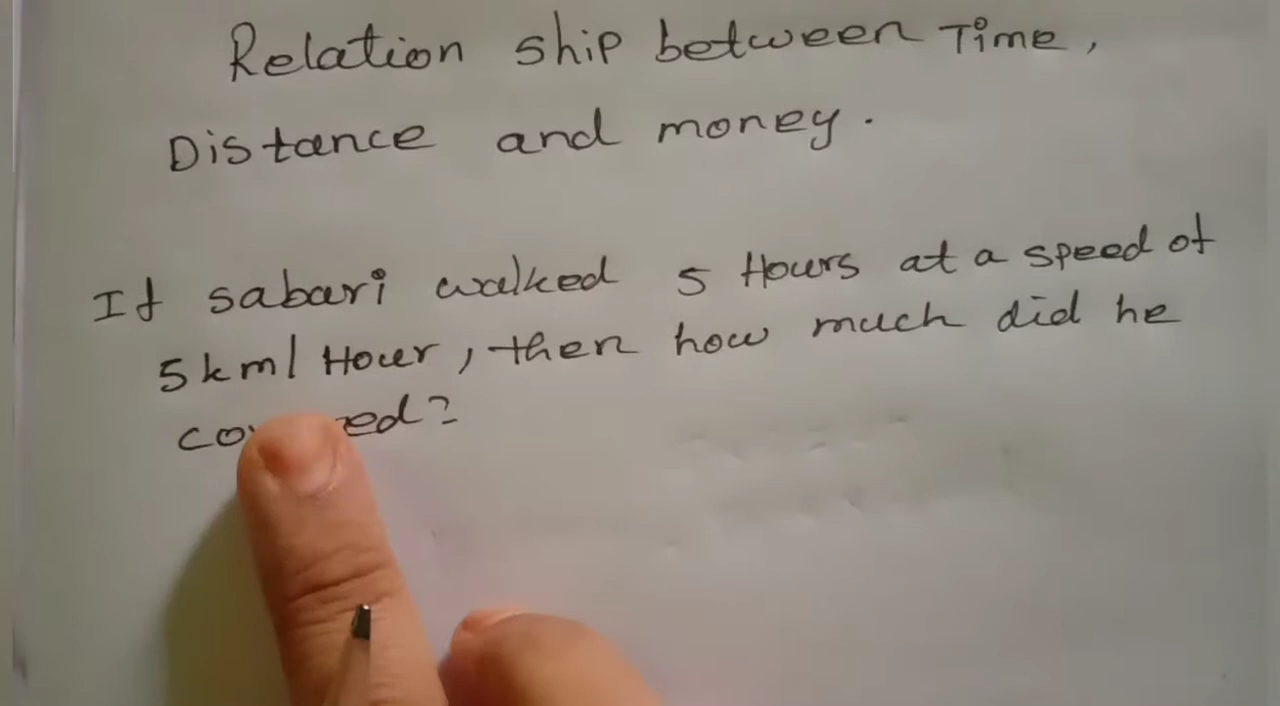 Relation ship between Time,
Distance and money.
If sabari walked 5 Hours at a speed of
5km/Hour, then how much did he